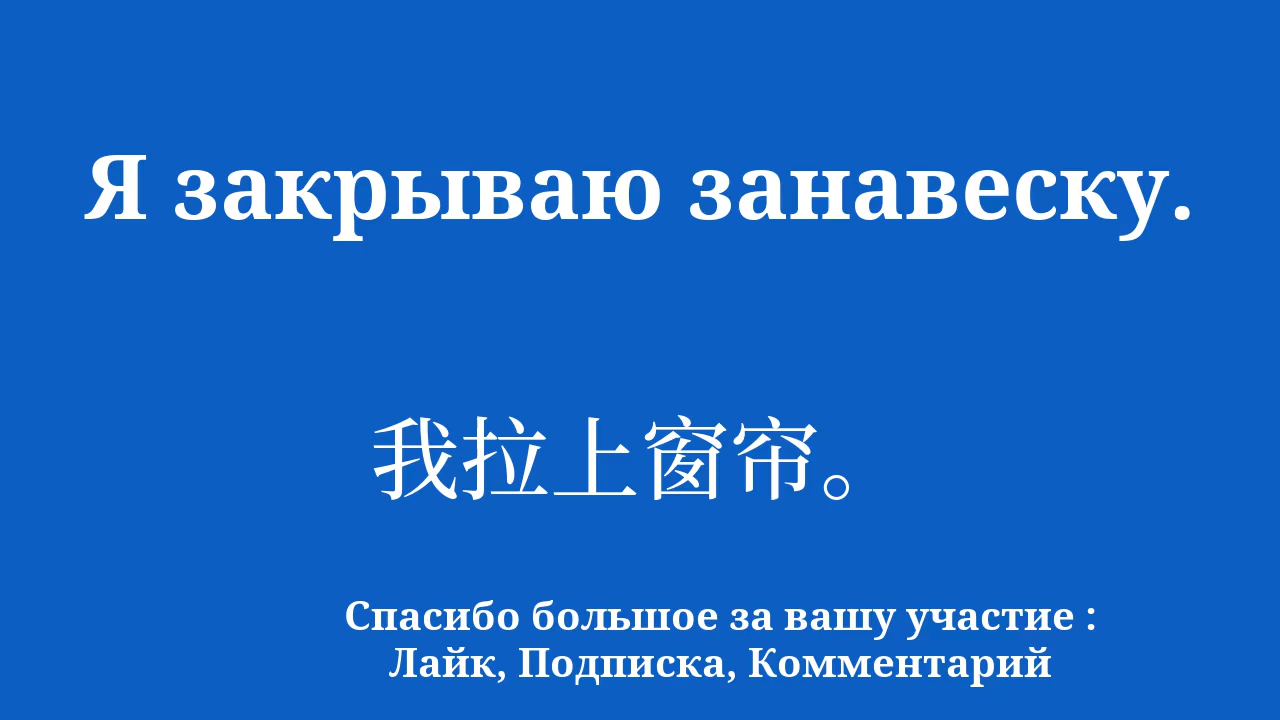 Я закрываю занавеску.
我拉上窗帘。
Спасибо большое за вашу участие :
Лайк, Подписка, Комментарий